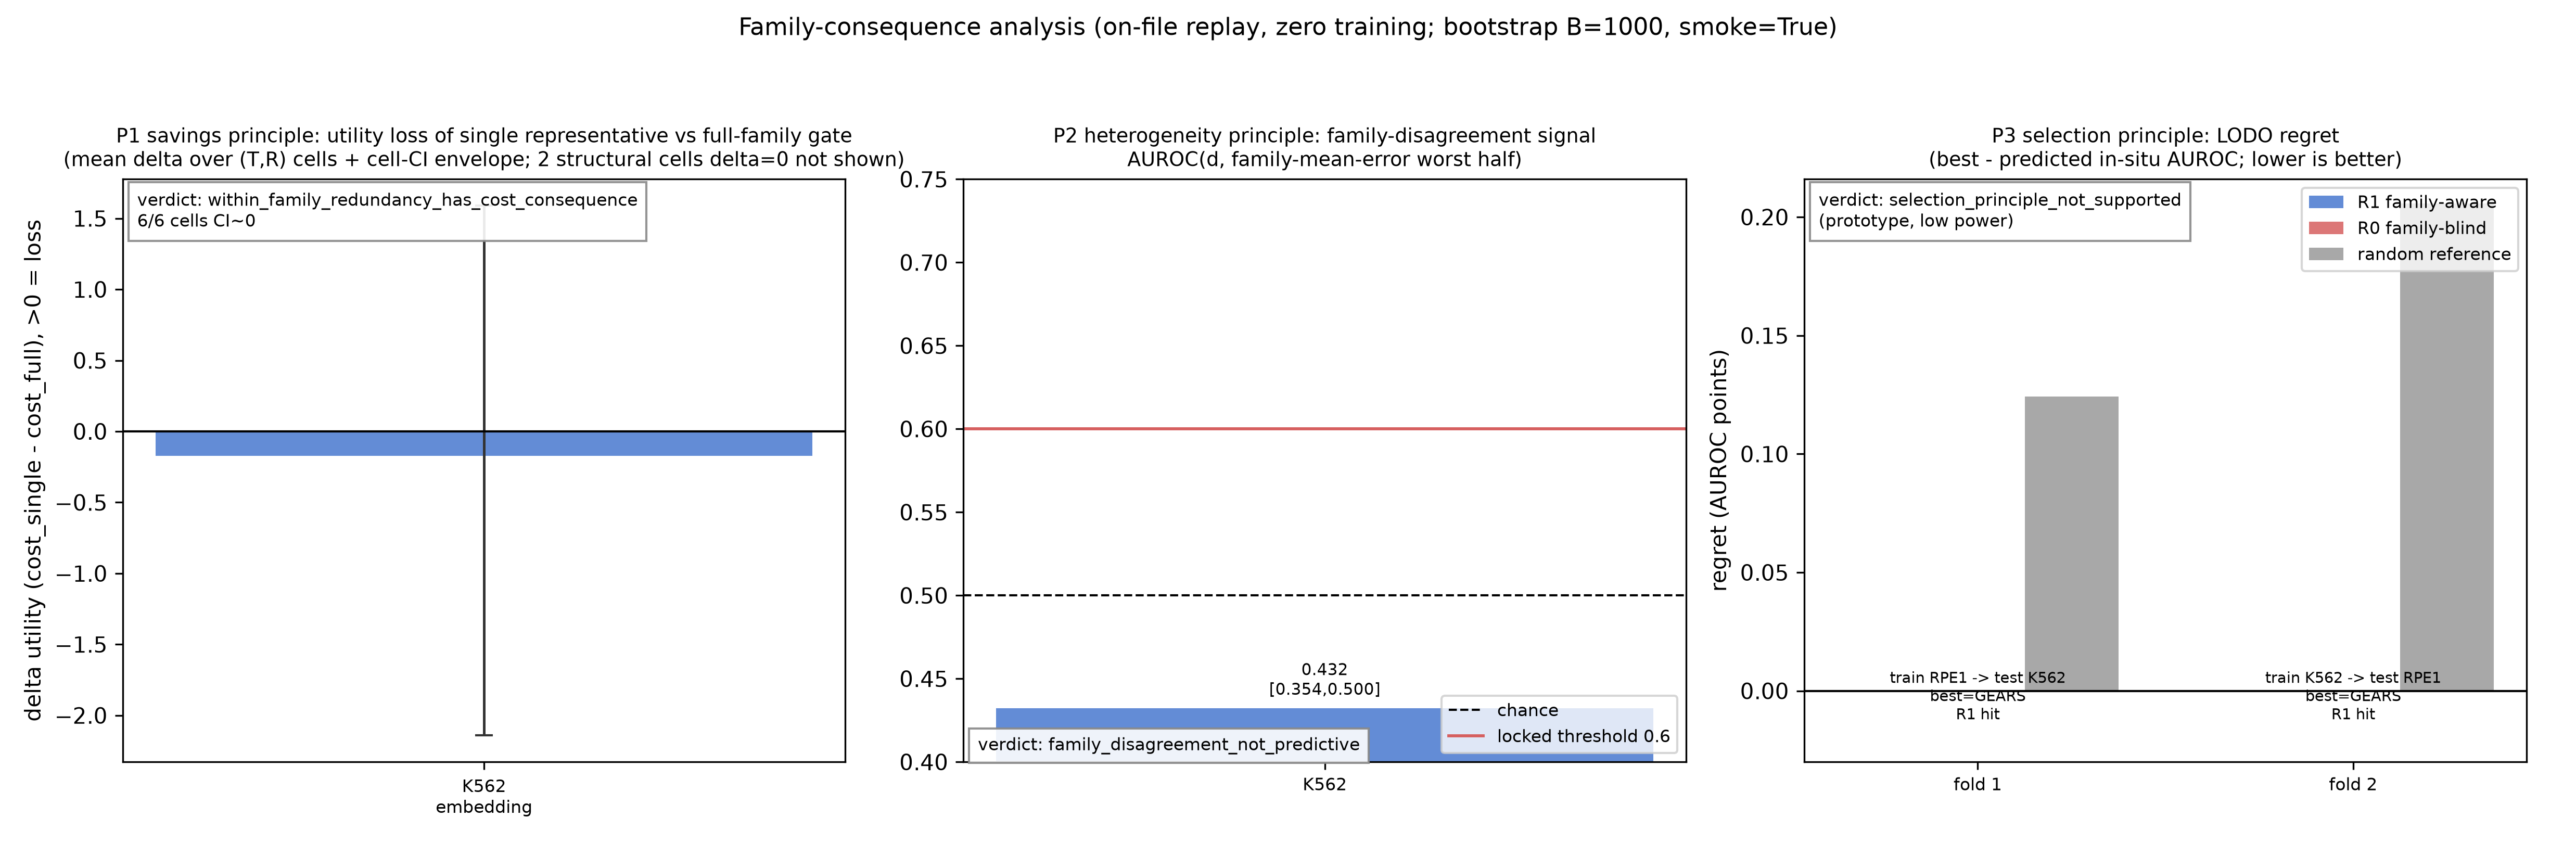 Family-consequence analysis (on-file replay, zero training; bootstrap B=1000, smoke=True)
P1 savings principle: utility loss of single representative vs full-family gate
(mean delta over (T,R) cells + cell-CI envelope; 2 structural cells delta=0 not shown)
verdict: within_family_redundancy_has_cost_consequence
6/6 cells CI~0
delta utility (cost_single - cost_full), >0 = loss
1.5
1.0
0.5
0.0
−0.5
−1.0
−1.5
−2.0
K562
embedding
P2 heterogeneity principle: family-disagreement signal
AUROC(d, family-mean-error worst half)
0.75
0.70
0.65
0.60
0.55
0.50
0.45
0.40
0.432
[0.354,0.500]
chance
locked threshold 0.6
verdict: family_disagreement_not_predictive
K562
P3 selection principle: LODO regret
(best - predicted in-situ AUROC; lower is better)
verdict: selection_principle_not_supported
(prototype, low power)
R1 family-aware
R0 family-blind
random reference
regret (AUROC points)
0.20
0.15
0.10
0.05
0.00
train RPE1 -> test K562
best=GEARS
R1 hit
train K562 -> test RPE1
best=GEARS
R1 hit
fold 1
fold 2